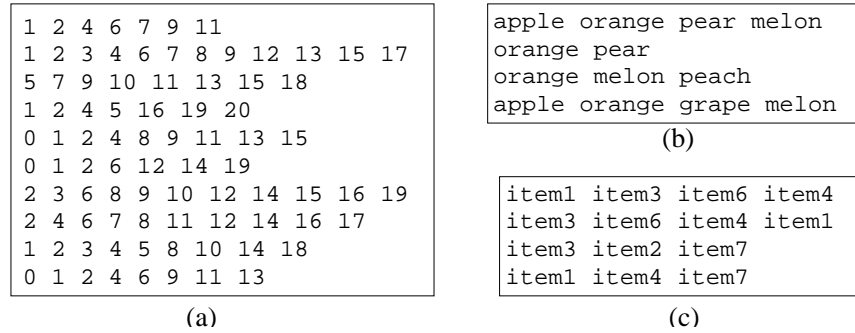 1 2 4 6 7 9 11
1 2 3 4 6 7 8 9 12 13 15 17
5 7 9 10 11 13 15 18
1 2 4 5 16 19 20
0 1 2 4 8 9 11 13 15
0 1 2 6 12 14 19
2 3 6 8 9 10 12 14 15 16 19
2 4 6 7 8 11 12 14 16 17
1 2 3 4 5 8 10 14 18
0 1 2 4 6 9 11 13
(a)
apple orange pear melon
orange pear
orange melon peach
apple orange grape melon
(b)
item1 item3 item6 item4
item3 item6 item4 item1
item3 item2 item7
item1 item4 item7
(c)